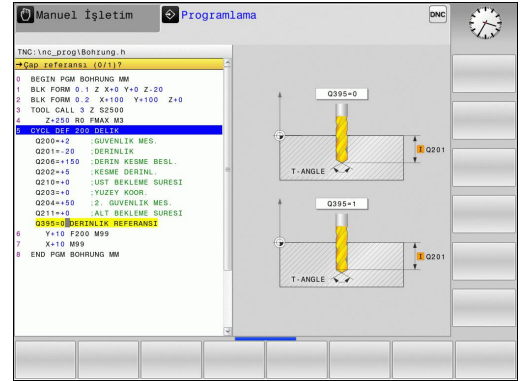 Manuel İşletim
Programlama
DNC
TNC:\nc_prog\Bohrung.h
→Çap referansı (0/1)?
0 BEGIN PGM BOHRUNG MM
1 BLK FORM 0.1 Z X+0 Y+0 Z-20
2 BLK FORM 0.2 X+100 Y+100 Z+0
3 TOOL CALL 3 Z S2500
4 Z+250 R0 FMAX M3
5 CYCL DEF 200 DELIK
Q200=+2 ;GUVENLIK MES.
Q201=-20 ;DERINLIK
Q206=+150 ;DERIN KESME BESL.
Q202=+5 ;KESME DERINL.
Q210=+0 ;UST BEKLEME SURESI
Q203=+0 ;YUZEY KOOR.
Q204=+50 ;2. GUVENLIK MES.
Q211=+0 ;ALT BEKLEME SURESI
Q395=0 DERINLIK REFERANSI
6 Y+10 F200 M99
7 X+10 M99
8 END PGM BOHRUNG MM
Q395=0
I Q201
T-ANGLE
Q395=1
I Q201
T-ANGLE